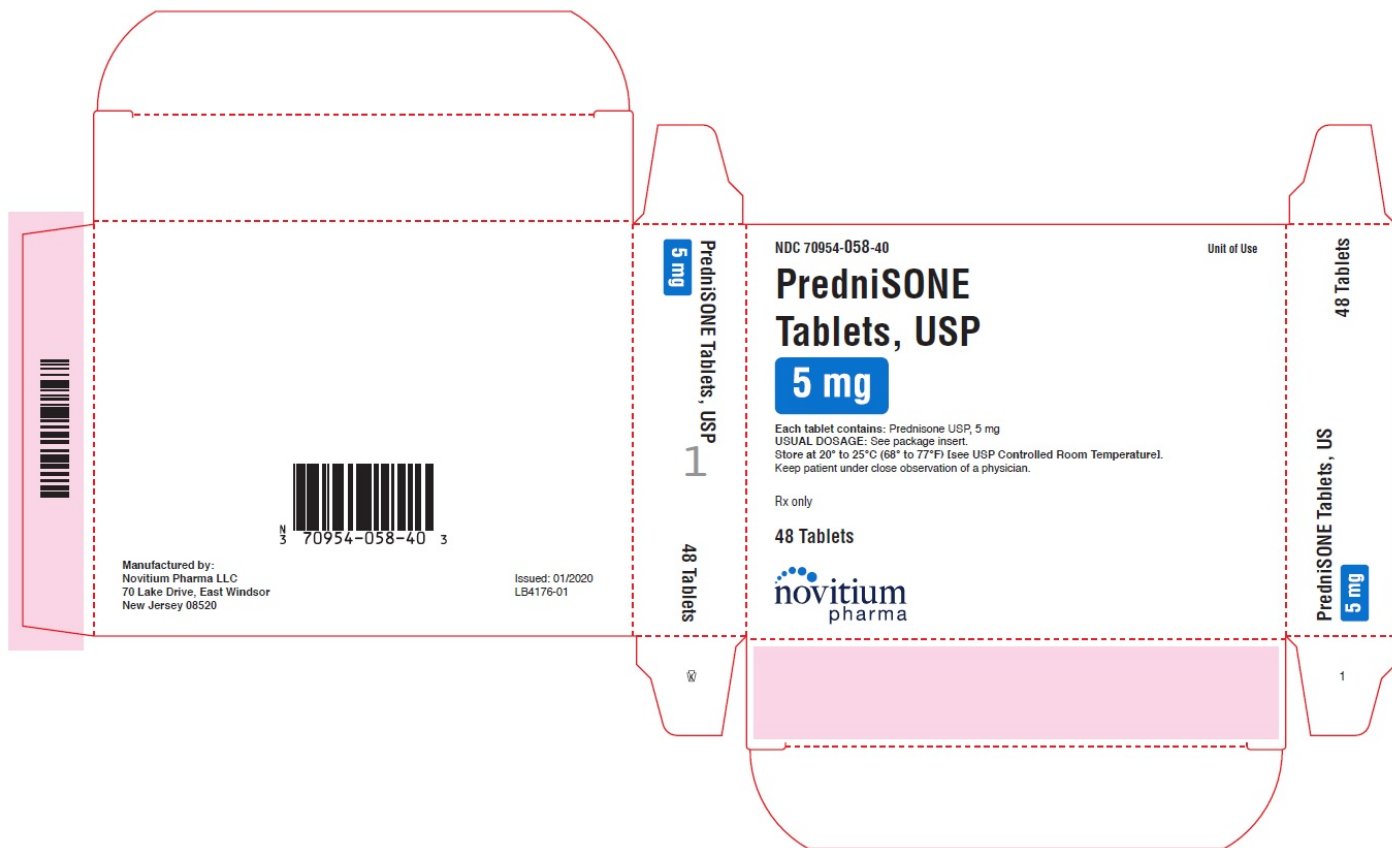 NDC 70954-058-40
Unit of Use
PredniSONE
Tablets, USP
5 mg
Each tablet contains: Prednisone USP, 5 mg
USUAL DOSAGE: See package insert.
Store at 20° to 25°C (68° to 77°F) [see USP Controlled Room Temperature].
Keep patient under close observation of a physician.
Rx only
48 Tablets
novitium
pharma
PredniSONE Tablets, USP
5 mg
1
48 Tablets
N
3 70954-058-40 3
Manufactured by:
Novitium Pharma LLC
70 Lake Drive, East Windsor
New Jersey 08520
Issued: 01/2020
LB4176-01
48 Tablets
PredniSONE Tablets, US
5 mg
1